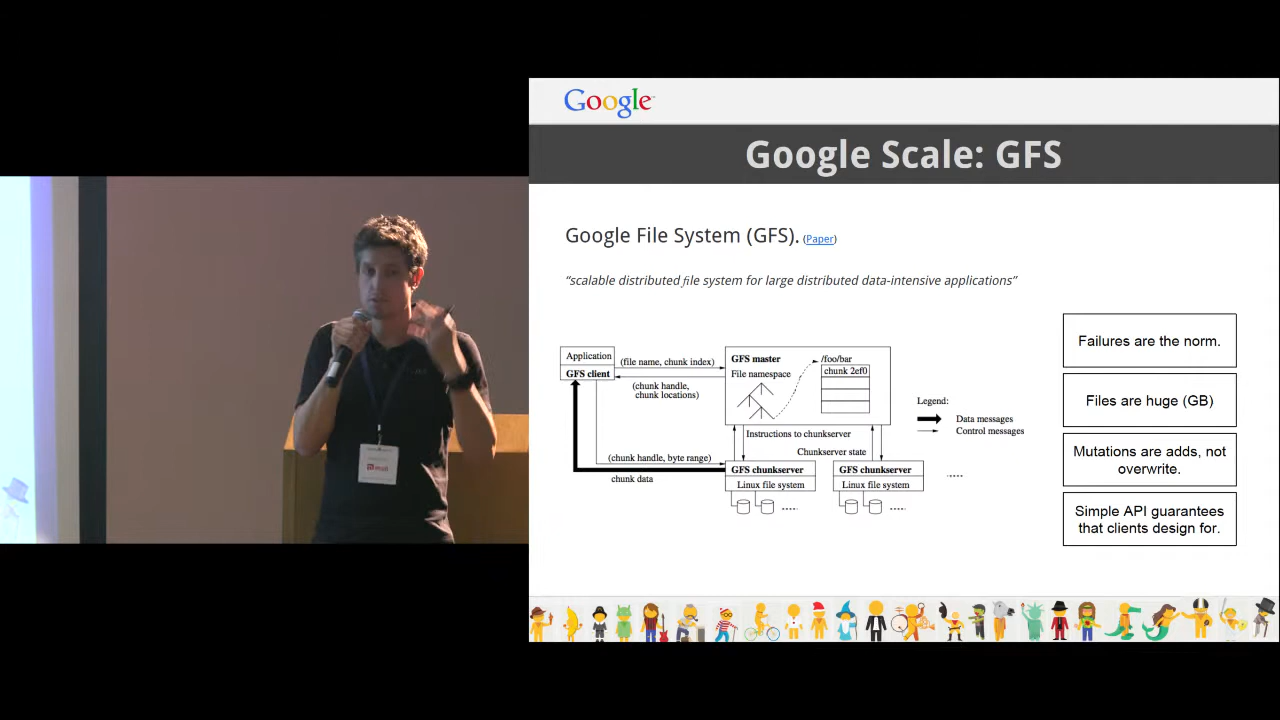 Google
Google Scale: GFS
Google File System (GFS). (Paper)
“scalable distributed file system for large distributed data-intensive applications”
Application
GFS client
(file name, chunk index)
(chunk handle,
chunk locations)
GFS master
File namespace
/foo/bar
chunk 2ef0
Instructions to chunkserver
Chunkserver state
(chunk handle, byte range)
chunk data
GFS chunkserver
Linux file system
GFS chunkserver
Linux file system
Legend:
Data messages
Control messages
Failures are the norm.
Files are huge (GB)
Mutations are adds, not
overwrite.
Simple API guarantees
that clients design for.